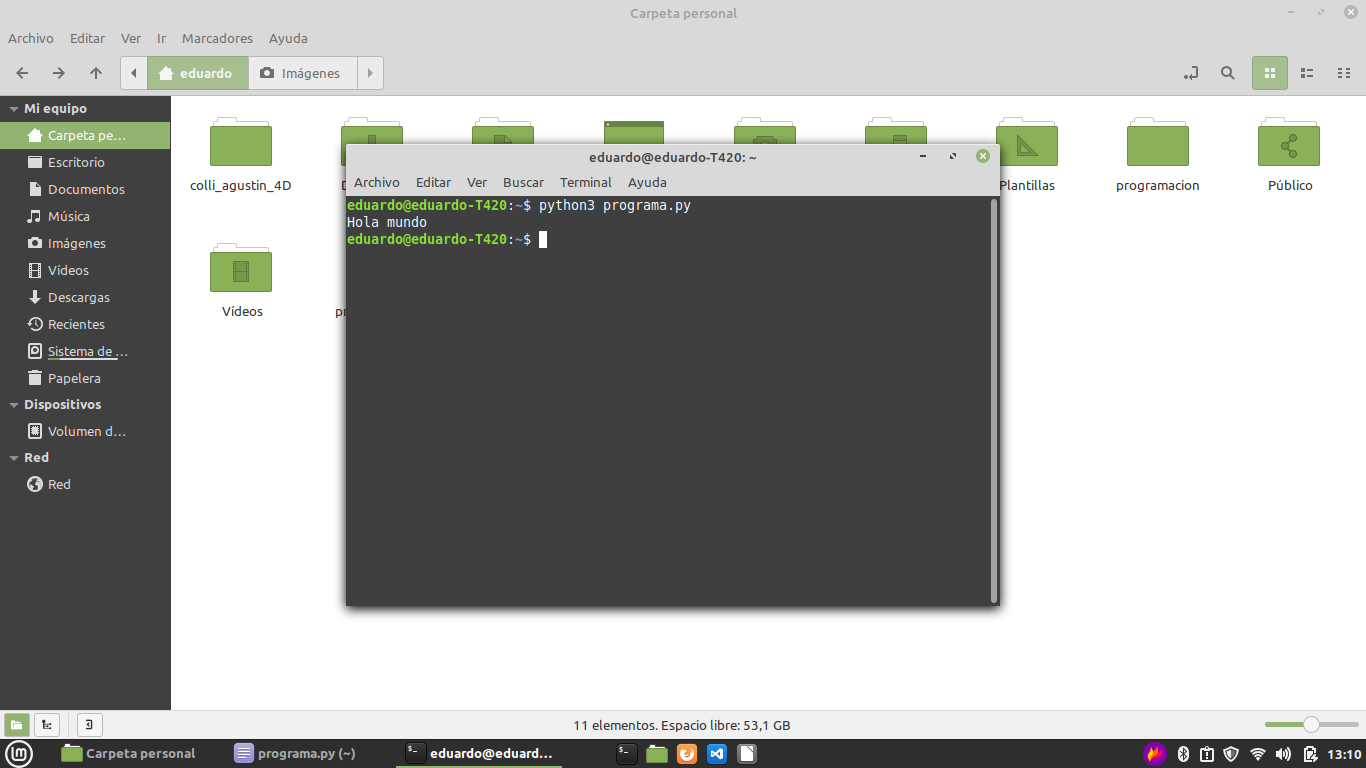 Carpeta personal
Archivo Editar Ver Ir Marcadores Ayuda
eduardo Imágenes
Mi equipo
Carpeta pe…
Escritorio
Documentos
Música
Imágenes
Vídeos
Descargas
Recientes
Sistema de …
Papelera
Dispositivos
Volumen d…
Red
Red
colli_agustin_4D
Plantillas
programacion
Público
Vídeos
eduardo@eduardo-T420: ~
Archivo Editar Ver Buscar Terminal Ayuda
eduardo@eduardo-T420:~$ python3 programa.py
Hola mundo
eduardo@eduardo-T420:~$
11 elementos. Espacio libre: 53,1 GB
Carpeta personal
programa.py (~)
eduardo@eduard…
13:10